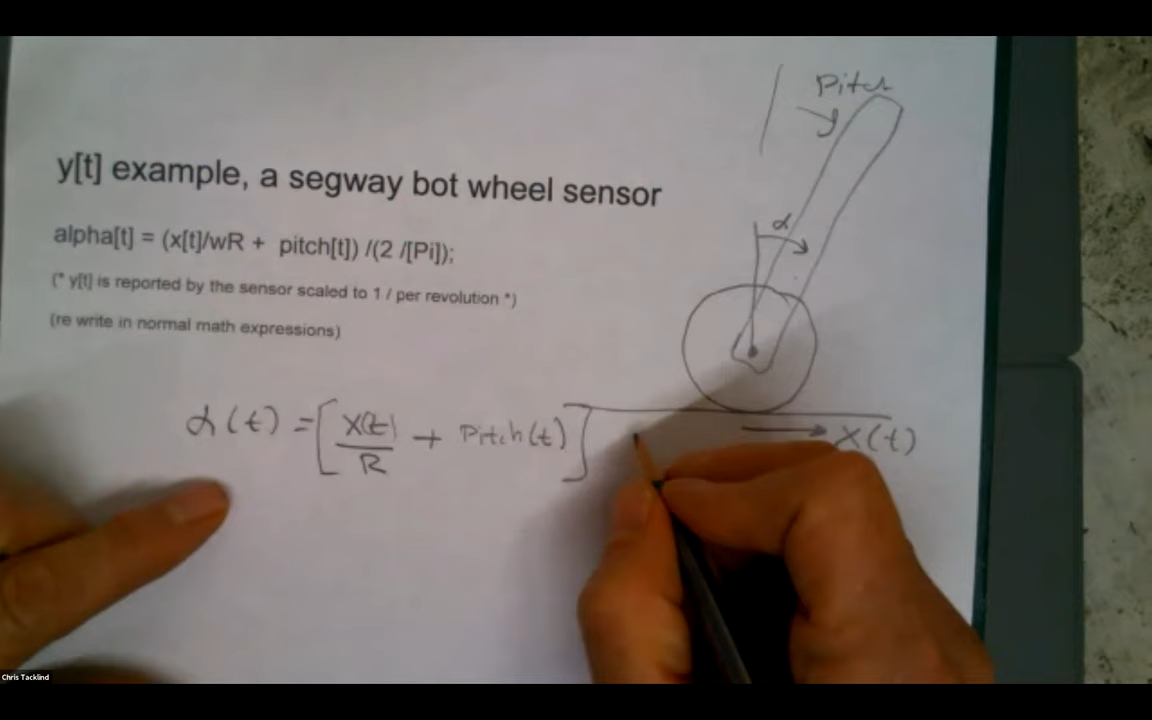 Pitch
y[t] example, a segway bot wheel sensor
α
alpha[t] = (x[t]/wR + pitch[t]) /(2 /[Pi]);
(* y[t] is reported by the sensor scaled to 1 / per revolution *)
(re write in normal math expressions)
α(t) = [X(t)/R + Pitch(t)]
X(t)
Chris Tacklind